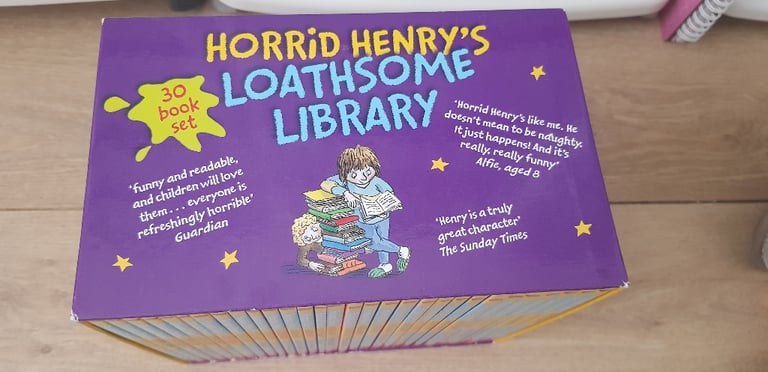 HORRiD HENRY'S
LOATHSOME
LIBRARY
30
book
set
'Horrid Henry's like me. He
doesn't mean to be naughty.
It just happens! And it's
really, really funny'
Alfie, aged 8
'funny and readable,
and children will love
them... everyone is
refreshingly horrible'
Guardian
'Henry is a truly
great character'
The Sunday Times